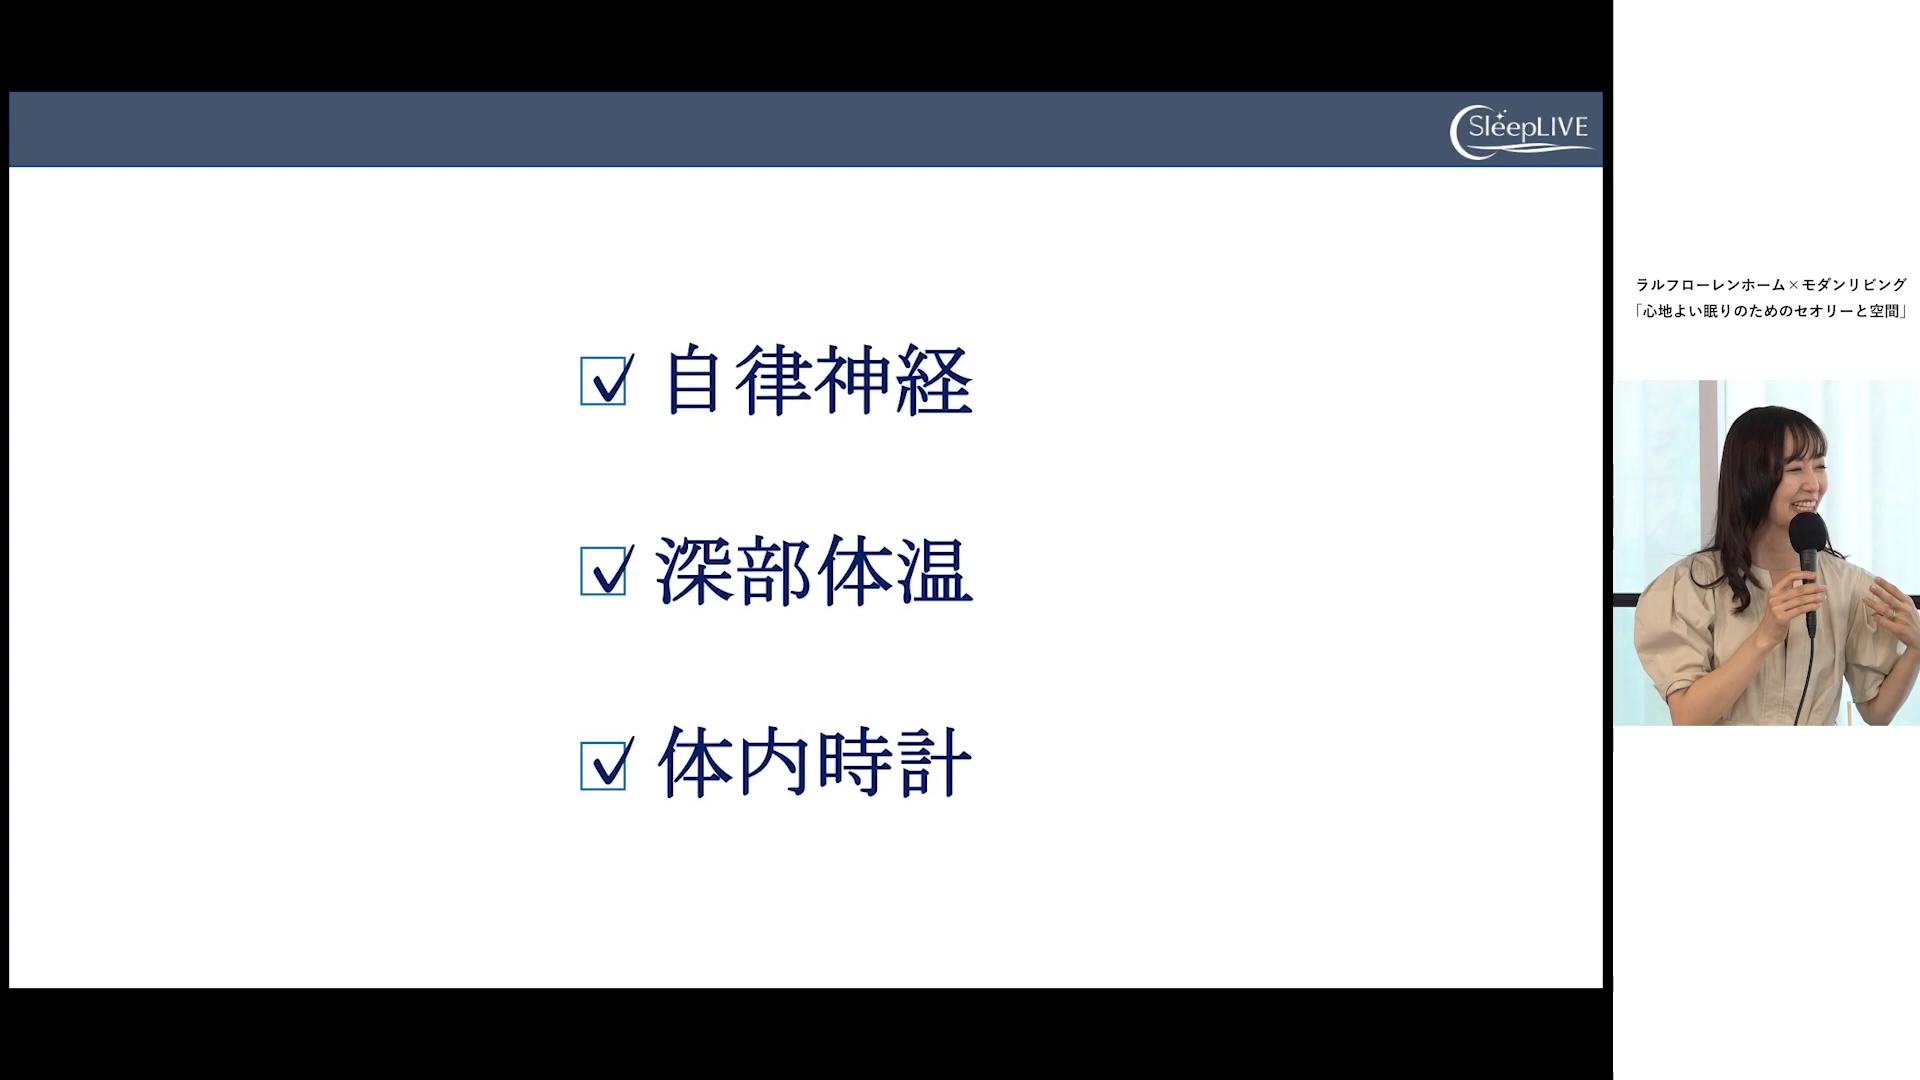 SleepLIVE
自律神経
深部体温
体内時計
ラルフローレンホーム×モダンリビング
「心地よい眠りのためのセオリーと空間」